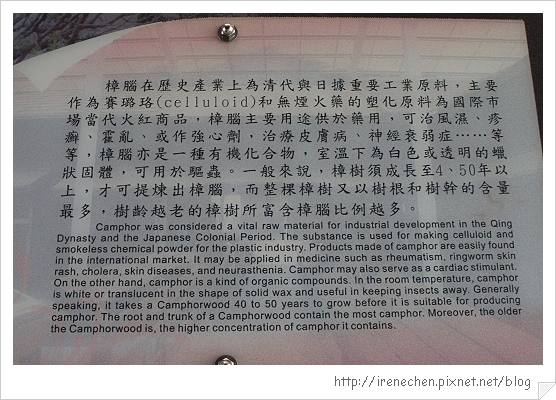 樟腦在歷史產業上為清代與日據重要工業原料，主要
作為賽璐珞(celluloid)和無煙火藥的塑化原料為國際市
場當代火紅商品，樟腦主要用途供於藥用，可治風濕、疹
癬、霍亂、或作強心劑，治療皮膚病、神經衰弱症……等
等，樟腦亦是一種有機化合物，室溫下為白色或透明的蠟
狀固體，可用於驅蟲。一般來說，樟樹須成長至4、50年以
上，才可提煉出樟腦，而整棵樟樹又以樹根和樹幹的含量
最多，樹齡越老的樟樹所富含樟腦比例越多。
Camphor was considered a vital raw material for industrial development in the Qing
Dynasty and the Japanese Colonial Period. The substance is used for making celluloid and
smokeless chemical powder for the plastic industry. Products made of camphor are easily found
in the international market. It may be applied in medicine such as rheumatism, ringworm skin
rash, cholera, skin diseases, and neurasthenia. Camphor may also serve as a cardiac stimulant.
On the other hand, camphor is a kind of organic compounds. In the room temperature, camphor
is white or translucent in the shape of solid wax and useful in keeping insects away. Generally
speaking, it takes a Camphorwood 40 to 50 years to grow before it is suitable for producing
camphor. The root and trunk of a Camphorwood contain the most camphor. Moreover, the older
the Camphorwood is, the higher concentration of camphor it contains.
http://irenechen.pixnet.net/blog